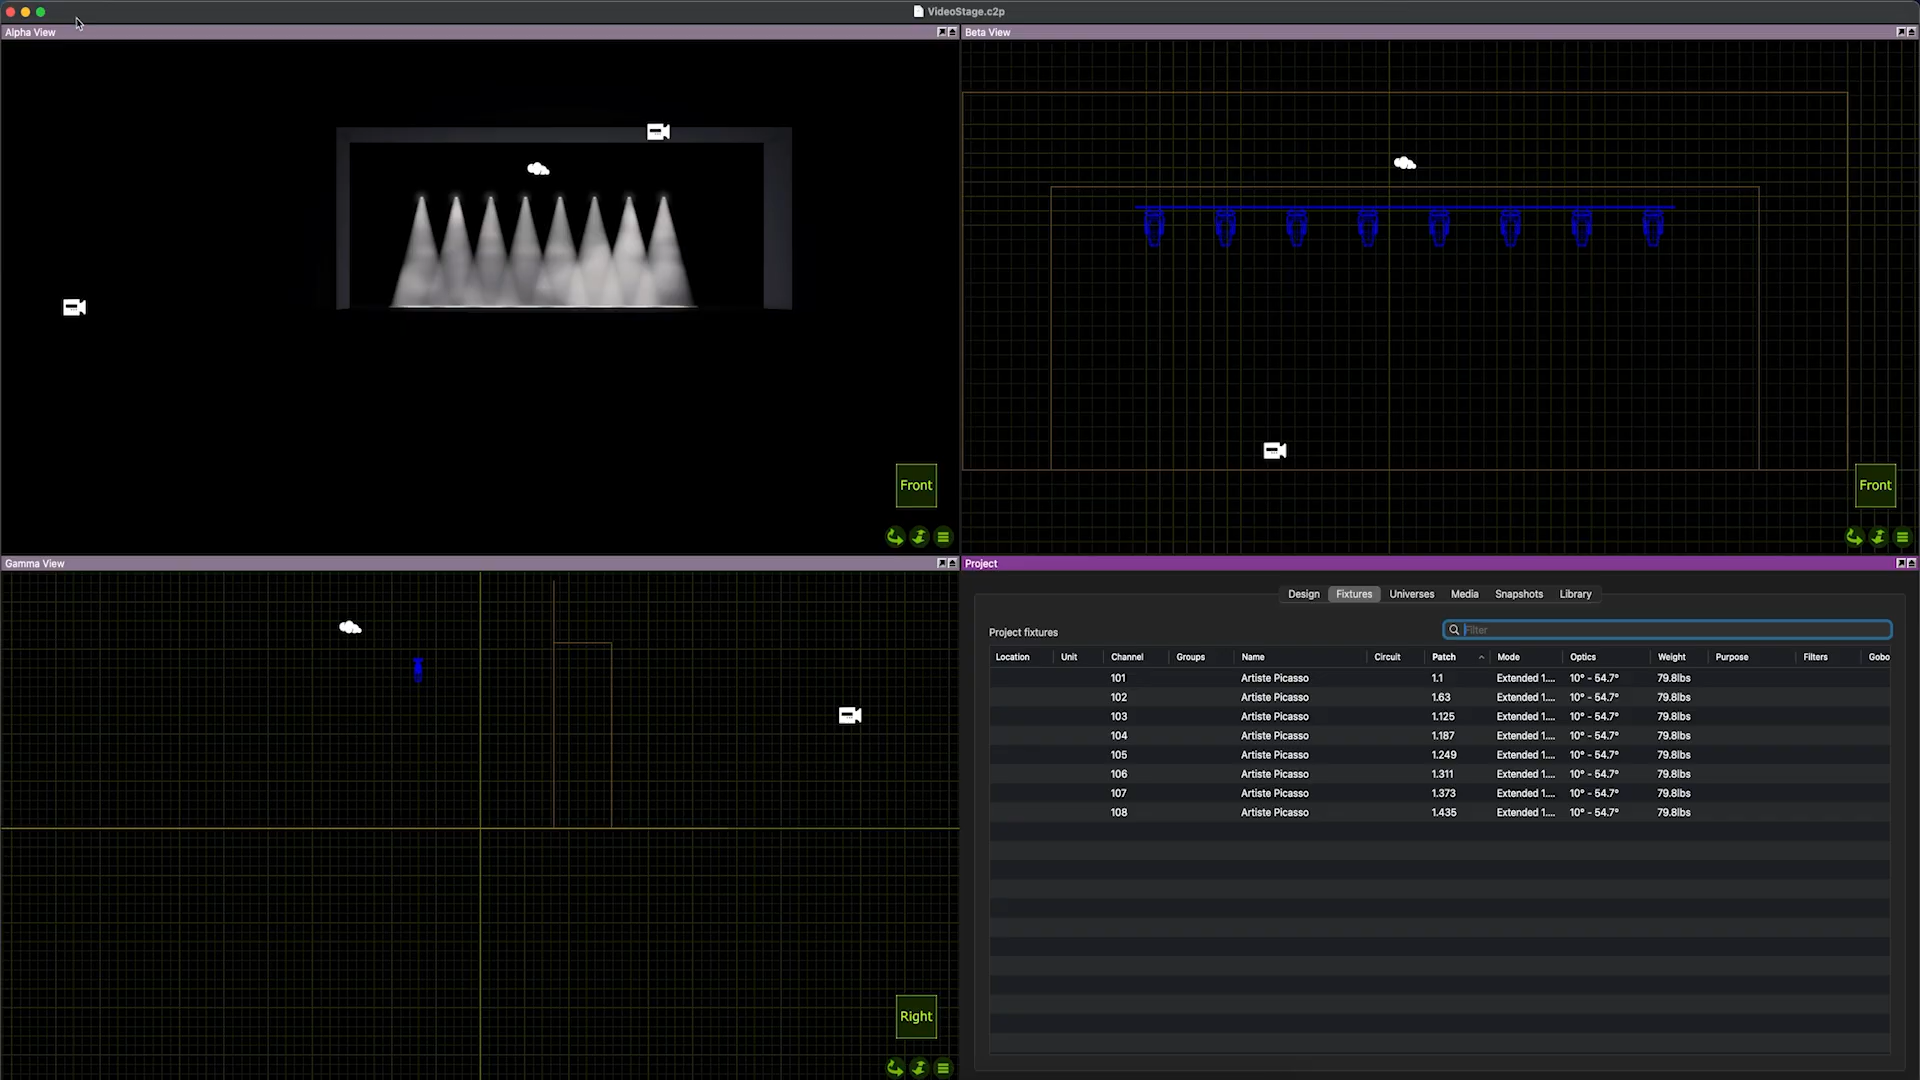 VideoStage.c2p
Alpha View
Beta View
Front
Front
Gamma View
Project
Design Fixtures Universes Media Snapshots Library
Project fixtures
Filter
Location Unit Channel Groups Name Circuit Patch Mode Optics Weight Purpose Filters Gobo
101 Artiste Picasso 1.1 Extended 1.... 10° - 54.7° 79.8lbs
102 Artiste Picasso 1.63 Extended 1.... 10° - 54.7° 79.8lbs
103 Artiste Picasso 1.125 Extended 1.... 10° - 54.7° 79.8lbs
104 Artiste Picasso 1.187 Extended 1.... 10° - 54.7° 79.8lbs
105 Artiste Picasso 1.249 Extended 1.... 10° - 54.7° 79.8lbs
106 Artiste Picasso 1.311 Extended 1.... 10° - 54.7° 79.8lbs
107 Artiste Picasso 1.373 Extended 1.... 10° - 54.7° 79.8lbs
108 Artiste Picasso 1.435 Extended 1.... 10° - 54.7° 79.8lbs
Right